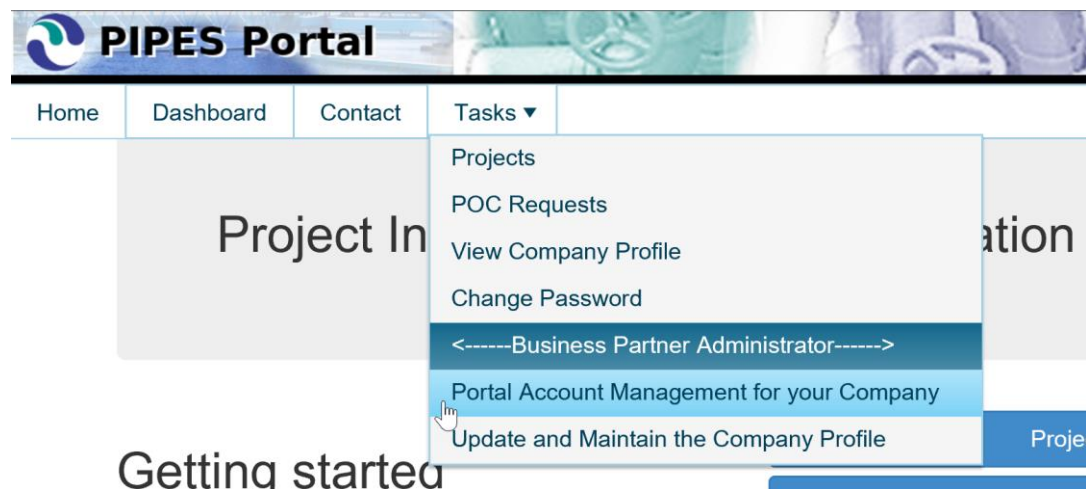 PIPES Portal
Home Dashboard Contact Tasks ▼
Projects
POC Requests
Project In ation
View Company Profile
Change Password
<------Business Partner Administrator------>
Portal Account Management for your Company
Update and Maintain the Company Profile
Proje
Getting started